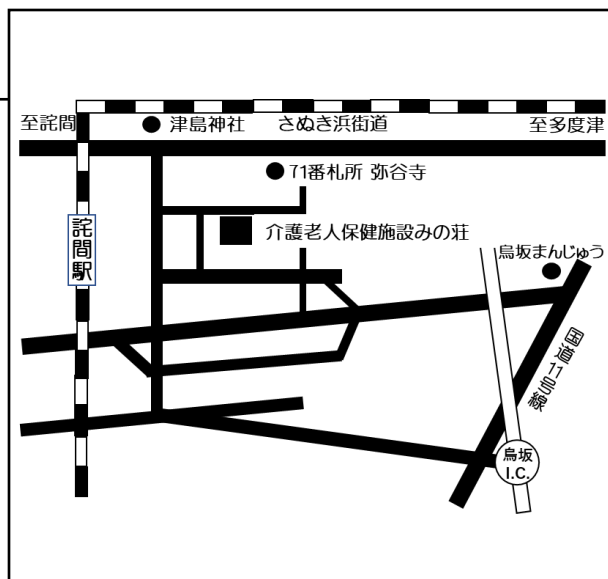 至詫間
津島神社
さぬき浜街道
至多度津
71番札所 弥谷寺
介護老人保健施設みの荘
詫間駅
鳥坂まんじゅう
国道11号線
鳥坂
I.C.